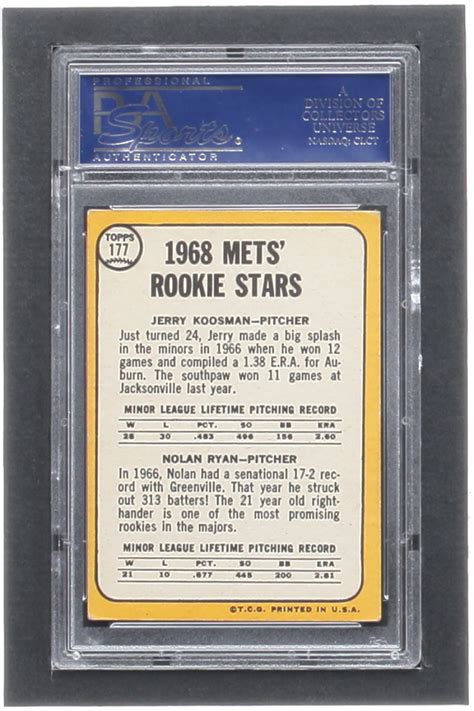 PROFESSIONAL
PSA
Sports
AUTHENTICATOR
A
DIVISION OF
COLLECTORS
UNIVERSE
NASDAQ: CLCT
TOPPS
177
1968 METS'
ROOKIE STARS
JERRY KOOSMAN—PITCHER
Just turned 24, Jerry made a big splash
in the minors in 1966 when he won 12
games and compiled a 1.38 E.R.A. for Au-
burn. The southpaw won 11 games at
Jacksonville last year.
MINOR LEAGUE LIFETIME PITCHING RECORD
W L PCT. SO BB ERA
28 30 .483 496 156 2.60
NOLAN RYAN—PITCHER
In 1966, Nolan had a senational 17-2 rec-
ord with Greenville. That year he struck
out 313 batters! The 21 year old right-
hander is one of the most promising
rookies in the majors.
MINOR LEAGUE LIFETIME PITCHING RECORD
W L PCT. SO BB ERA
21 10 .677 445 200 2.81
©T.C.G. PRINTED IN U.S.A.